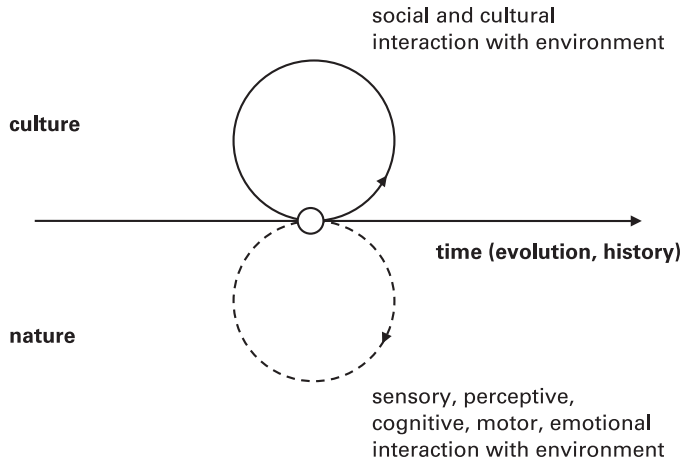 social and cultural
interaction with environment
culture
time (evolution, history)
nature
sensory, perceptive,
cognitive, motor, emotional
interaction with environment